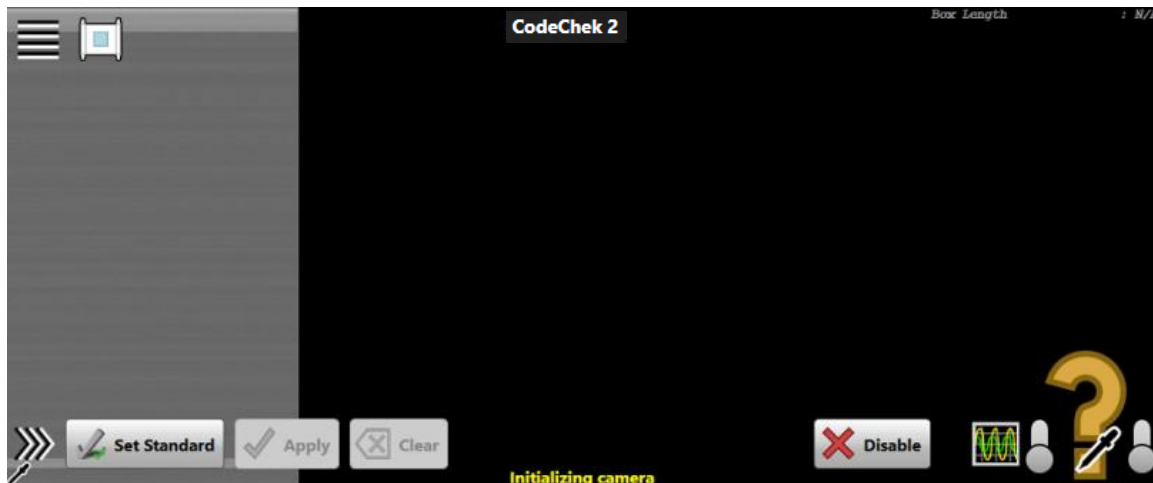 CodeChek 2
Box Length : N/
Set Standard
Apply
Clear
Disable
Initializing camera